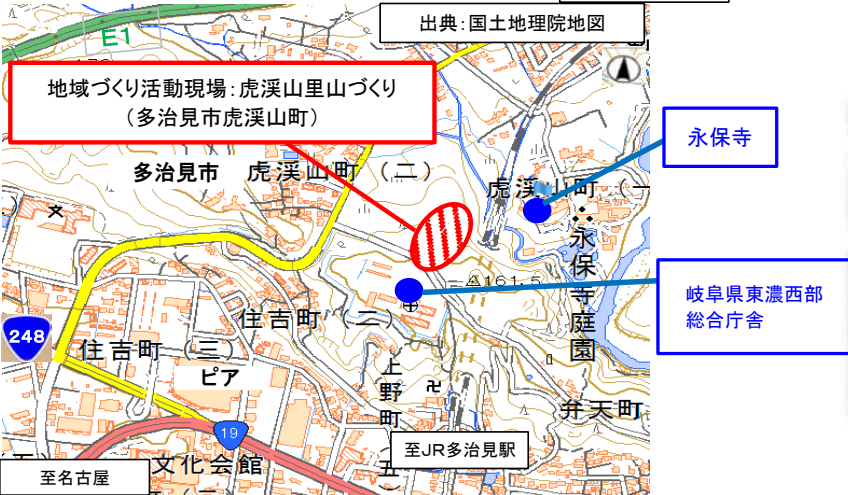 出典:国土地理院地図
E1
地域づくり活動現場:虎渓山里山づくり
(多治見市虎渓山町)
永保寺
多治見市
虎渓山町(二)
虎渓山町(一
永保寺庭園
161.5
岐阜県東濃西部
総合庁舎
248
住吉町(二)
住吉町(三)
ピア
上野町(五)
弁天町
19
至JR多治見駅
文化会館
至名古屋